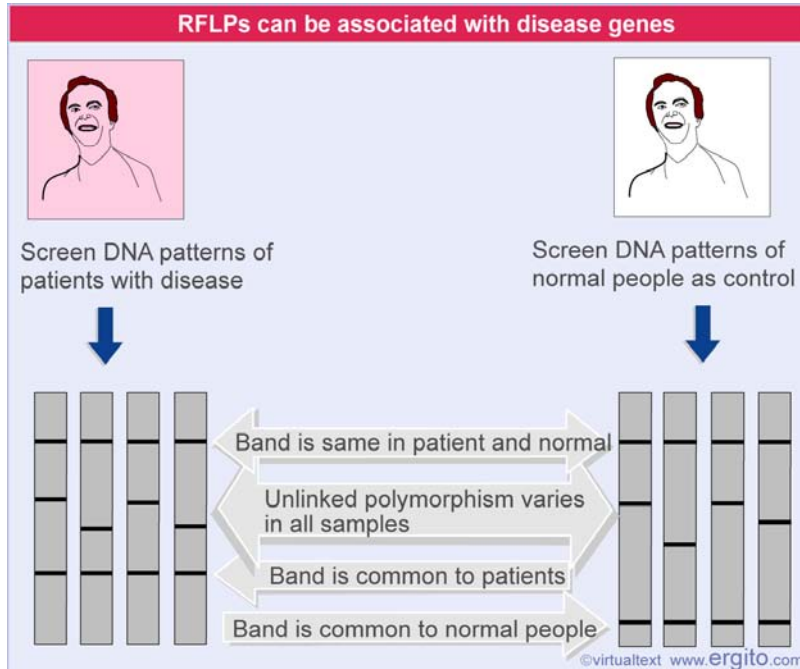 RFLPs can be associated with disease genes
Screen DNA patterns of
patients with disease
Screen DNA patterns of
normal people as control
Band is same in patient and normal
Unlinked polymorphism varies
in all samples
Band is common to patients
Band is common to normal people
©virtualtext www.ergito.com